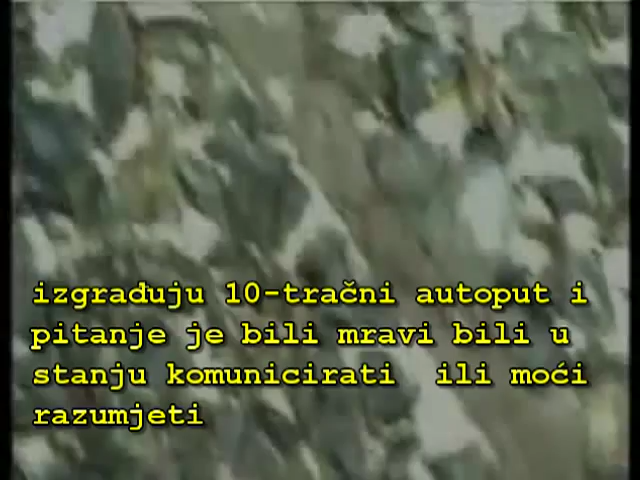 izgrađuju 10-tračni autoput i
pitanje je bili mravi bili u
stanju komunicirati  ili moći
razumjeti